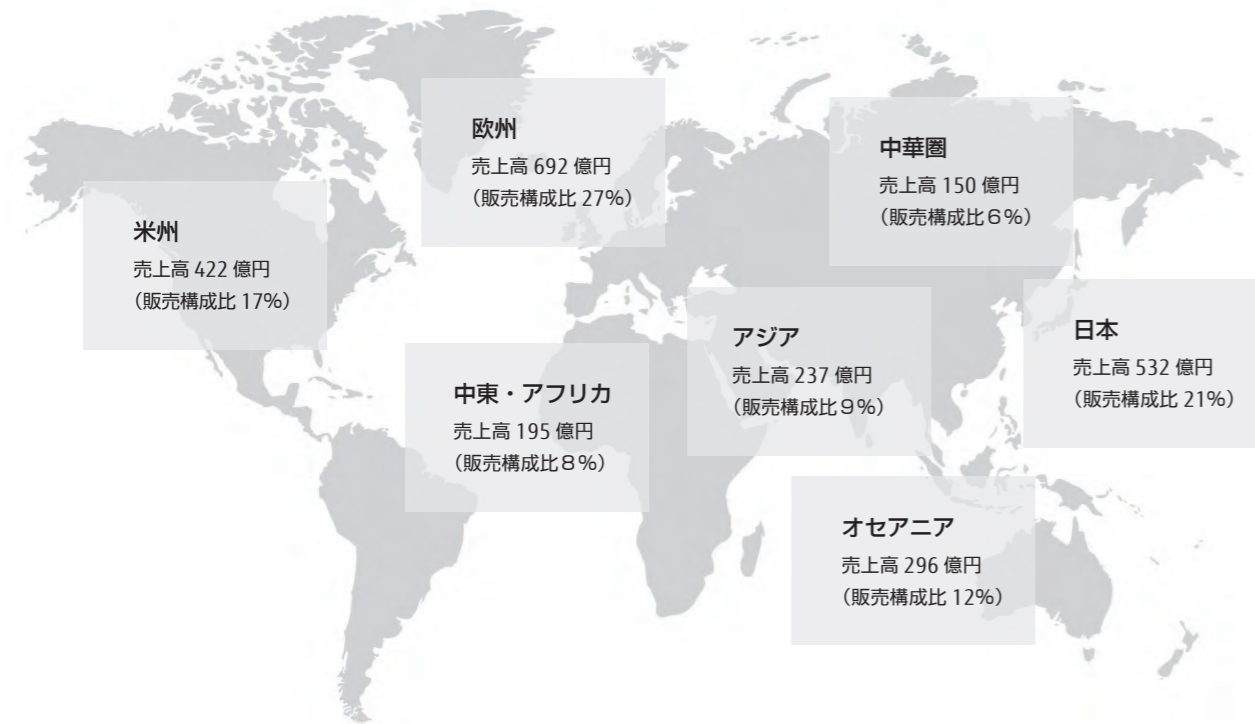 欧州
売上高 692 億円
（販売構成比 27%）
中華圏
売上高 150 億円
（販売構成比６%）
米州
売上高 422 億円
（販売構成比 17%）
アジア
売上高 237 億円
（販売構成比９%）
日本
売上高 532 億円
（販売構成比 21%）
中東・アフリカ
売上高 195 億円
（販売構成比８%）
オセアニア
売上高 296 億円
（販売構成比 12%）